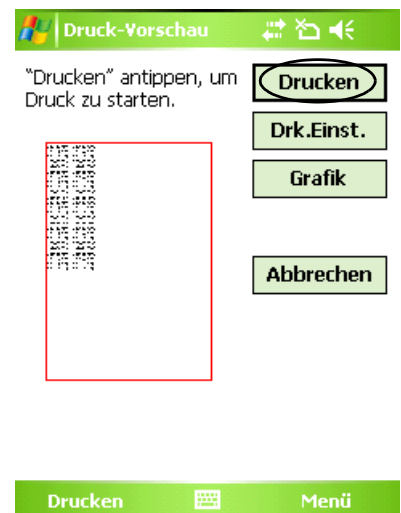 Druck-Vorschau
"Drucken" antippen, um
Druck zu starten.
Drucken
Drk.Einst.
Grafik
Abbrechen
Drucken
Menü